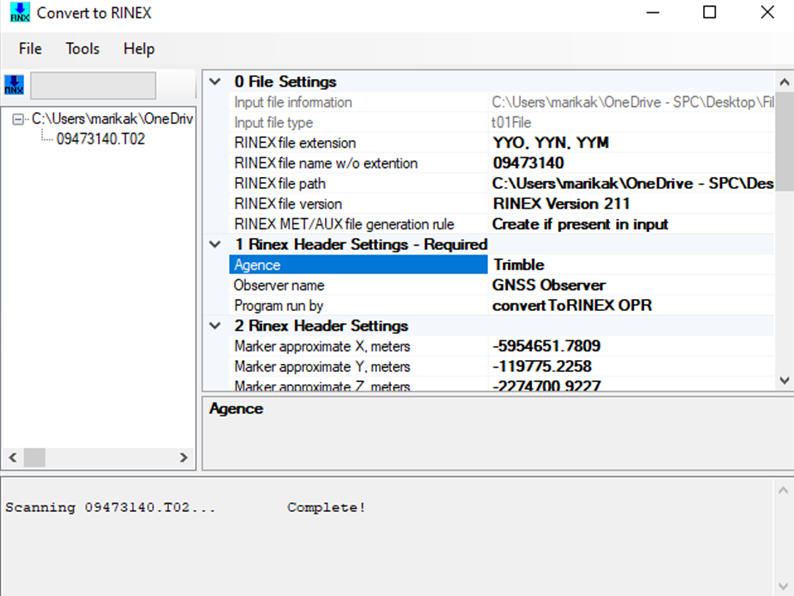 Convert to RINEX
File Tools Help
C:\Users\marikak\OneDriv
09473140.T02
0 File Settings
Input file information C:\Users\marikak\OneDrive - SPC\Desktop\Fil
Input file type t01File
RINEX file extension YYO, YYN, YYM
RINEX file name w/o extention 09473140
RINEX file path C:\Users\marikak\OneDrive - SPC\Des
RINEX file version RINEX Version 211
RINEX MET/AUX file generation rule Create if present in input
1 Rinex Header Settings - Required
Agence Trimble
Observer name GNSS Observer
Program run by convertToRINEX OPR
2 Rinex Header Settings
Marker approximate X, meters -5954651.7809
Marker approximate Y, meters -119775.2258
Marker approximate Z, meters -2274700.9227
Agence
Scanning 09473140.T02... Complete!